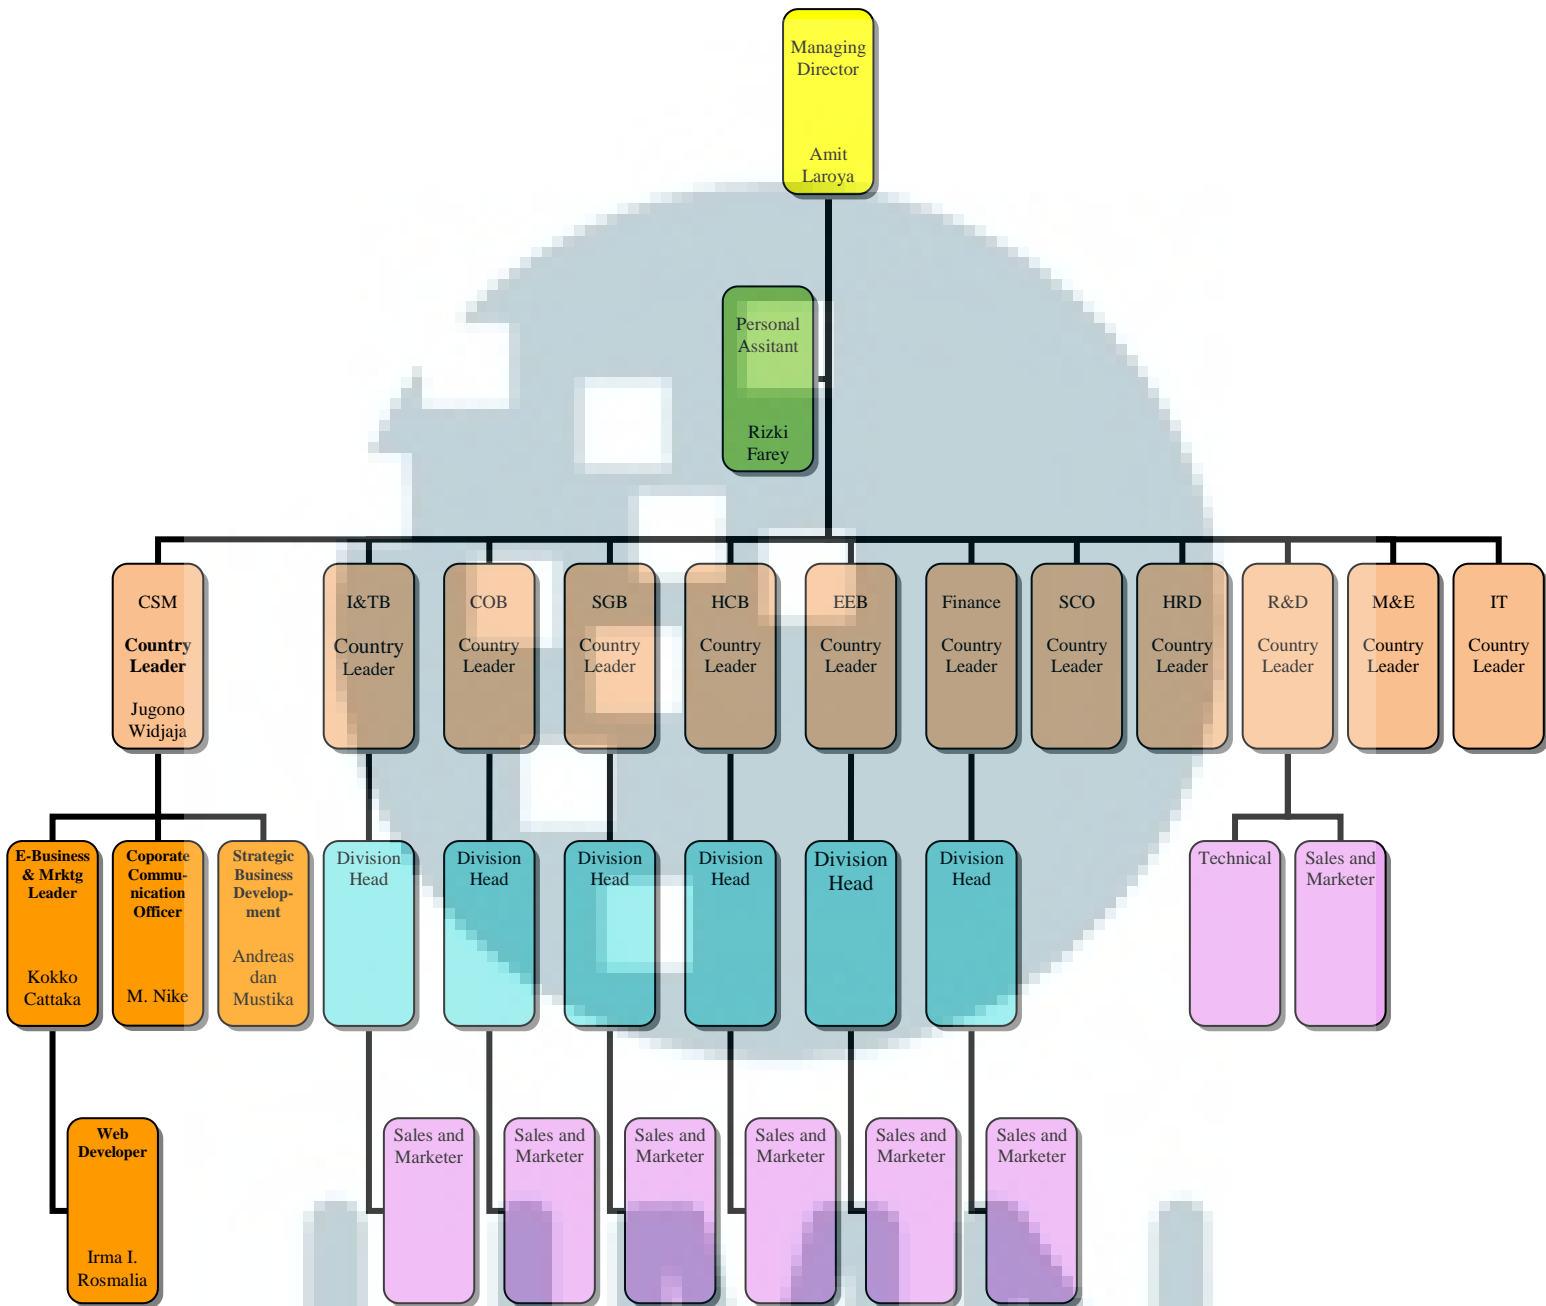 Managing
Director
Amit
Laroya
Personal
Assitant
Rizki
Farey
CSM
Country
Leader
Jugono
Widjaja
I&TB
Country
Leader
COB
Country
Leader
SGB
Country
Leader
HCB
Country
Leader
EEB
Country
Leader
Finance
Country
Leader
SCO
Country
Leader
HRD
Country
Leader
R&D
Country
Leader
M&E
Country
Leader
IT
Country
Leader
E-Business
& Mrktg
Leader
Kokko
Cattaka
Coporate
Commu-
nication
Officer
M. Nike
Strategic
Business
Develop-
ment
Andreas
dan
Mustika
Division
Head
Division
Head
Division
Head
Division
Head
Division
Head
Division
Head
Technical
Sales and
Marketer
Web
Developer
Irma I.
Rosmalia
Sales and
Marketer
Sales and
Marketer
Sales and
Marketer
Sales and
Marketer
Sales and
Marketer
Sales and
Marketer